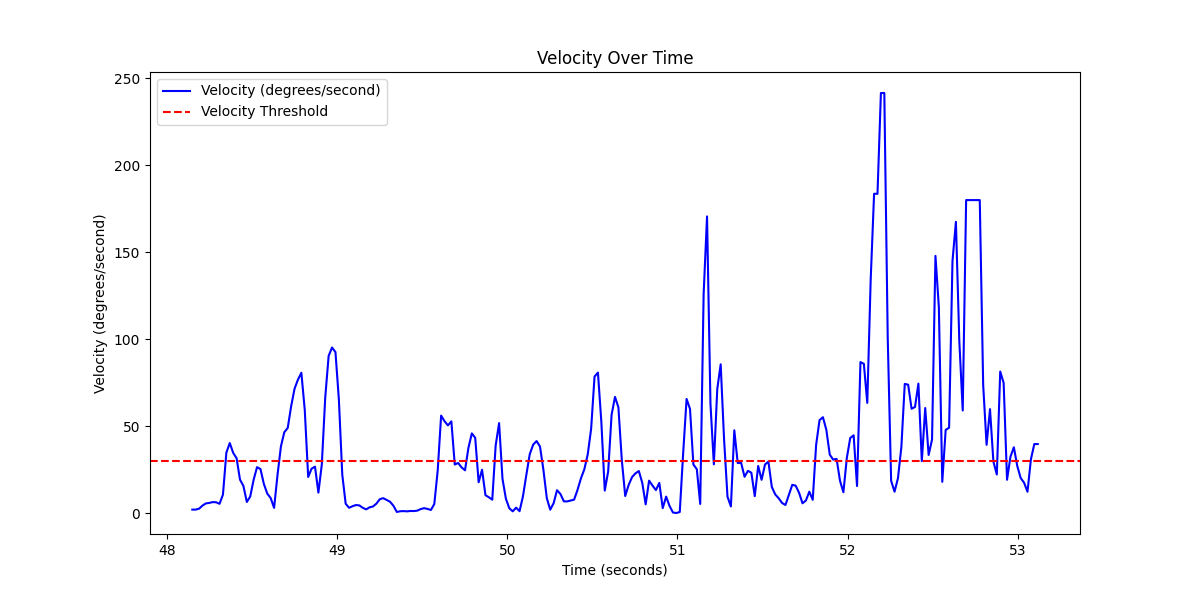 Velocity Over Time
Velocity (degrees/second)
Velocity Threshold
250
200
150
100
50
0
Velocity (degrees/second)
48 49 50 51 52 53
Time (seconds)